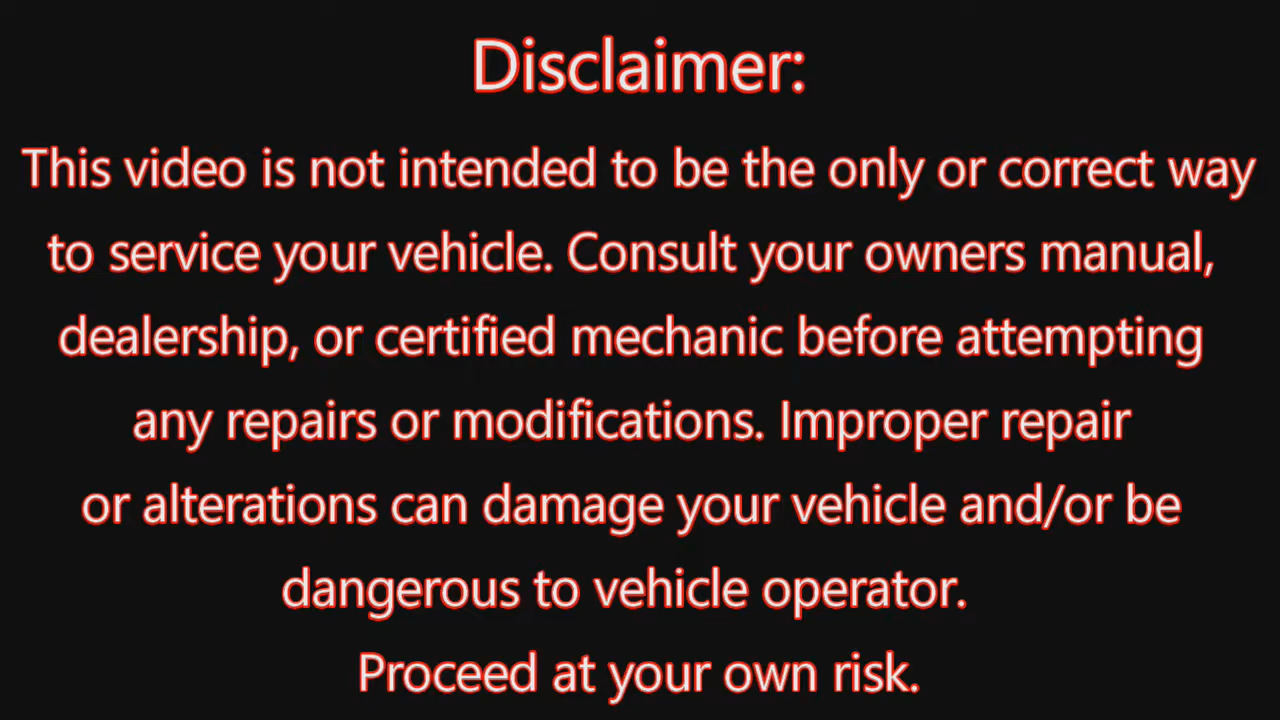 Disclaimer:
This video is not intended to be the only or correct way
to service your vehicle. Consult your owners manual,
dealership, or certified mechanic before attempting
any repairs or modifications. Improper repair
or alterations can damage your vehicle and/or be
dangerous to vehicle operator.
Proceed at your own risk.